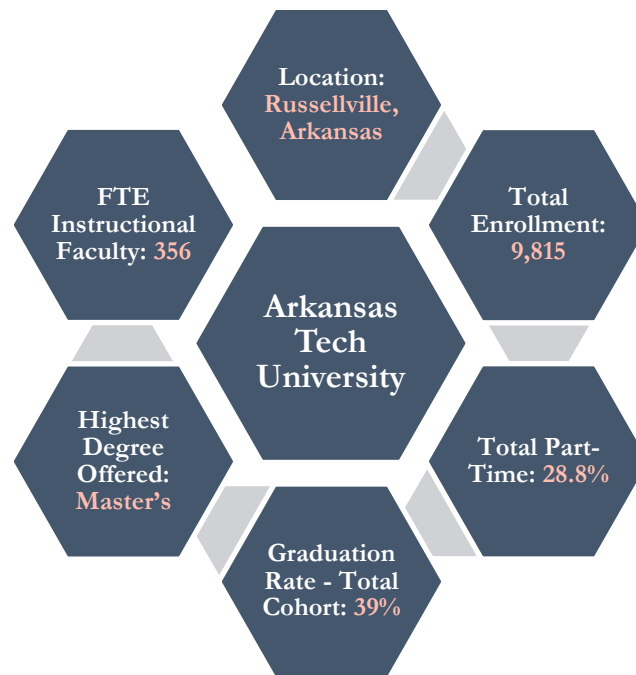 Location:
Russellville,
Arkansas
FTE
Instructional
Faculty: 356
Total
Enrollment:
9,815
Arkansas
Tech
University
Highest
Degree
Offered:
Master’s
Total Part-
Time: 28.8%
Graduation
Rate - Total
Cohort: 39%